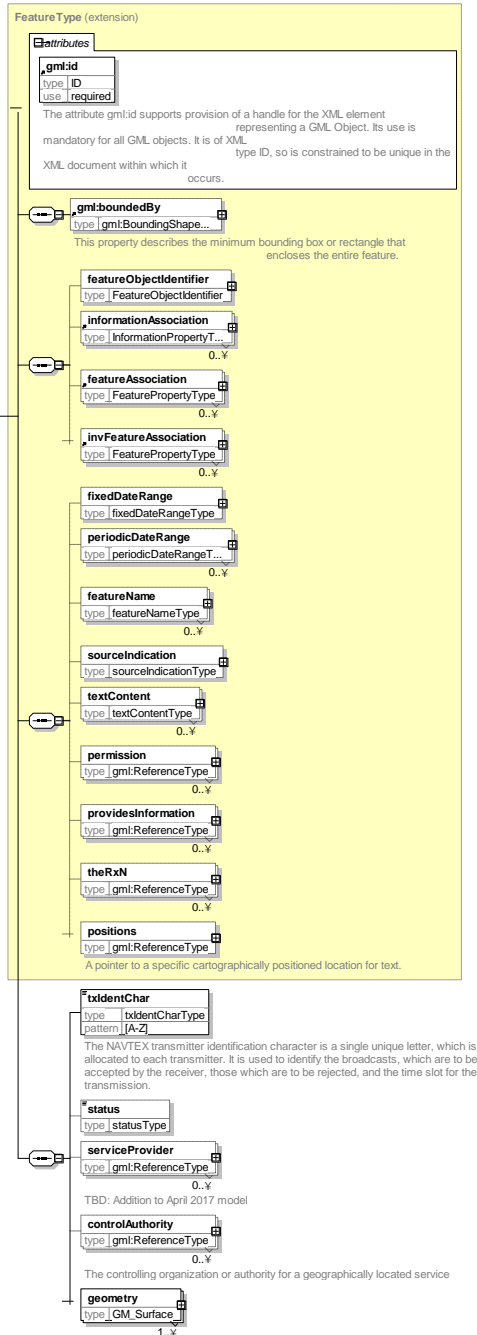 FeatureType (extension)
attributes
gml:id
type ID
use required
The attribute gml:id supports provision of a handle for the XML element
representing a GML Object. Its use is
mandatory for all GML objects. It is of XML
type ID, so is constrained to be unique in the
XML document within which it
occurs.
gml:boundedBy
type gml:BoundingShape...
This property describes the minimum bounding box or rectangle that
encloses the entire feature.
featureObjectIdentifier
type FeatureObjectIdentifier
informationAssociation
type InformationPropertyT...
0..¥
featureAssociation
type FeaturePropertyType
0..¥
invFeatureAssociation
type FeaturePropertyType
0..¥
fixedDateRange
type fixedDateRangeType
periodicDateRange
type periodicDateRangeT...
0..¥
featureName
type featureNameType
0..¥
sourceIndication
type sourceIndicationType
textContent
type textContentType
0..¥
permission
type gml:ReferenceType
0..¥
providesInformation
type gml:ReferenceType
0..¥
theRxN
type gml:ReferenceType
0..¥
positions
type gml:ReferenceType
A pointer to a specific cartographically positioned location for text.
txIdentChar
type txIdentCharType
pattern [A-Z]
The NAVTEX transmitter identification character is a single unique letter, which is
allocated to each transmitter. It is used to identify the broadcasts, which are to be
accepted by the receiver, those which are to be rejected, and the time slot for the
transmission.
status
type statusType
serviceProvider
type gml:ReferenceType
0..¥
TBD: Addition to April 2017 model
controlAuthority
type gml:ReferenceType
0..¥
The controlling organization or authority for a geographically located service
geometry
type GM_Surface
1..¥